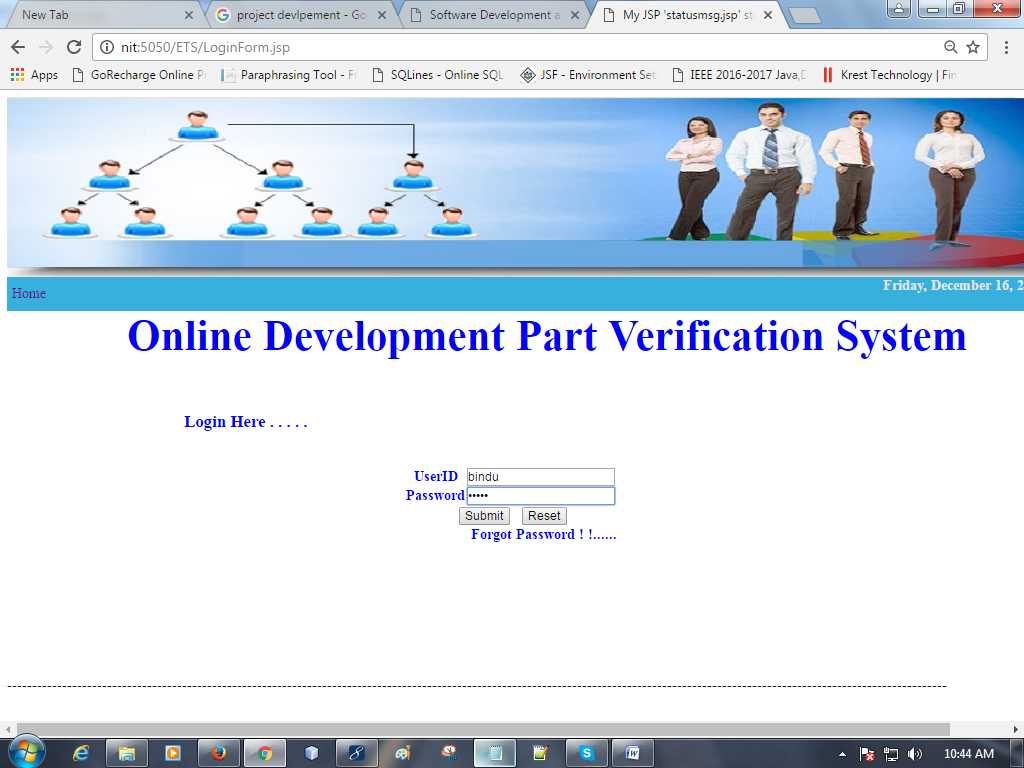 New Tab
project devlpement - Go
Software Development a
My JSP 'statusmsg.jsp' st
nit:5050/ETS/LoginForm.jsp
Apps
GoRecharge Online P
Paraphrasing Tool - F
SQLines - Online SQL
JSF - Environment Set
IEEE 2016-2017 Java,D
Krest Technology | Fin
Home
Friday, December 16, 2
Online Development Part Verification System
Login Here . . . . .
UserID
bindu
Password
•••••
Submit
Reset
Forgot Password ! !......
10:44 AM